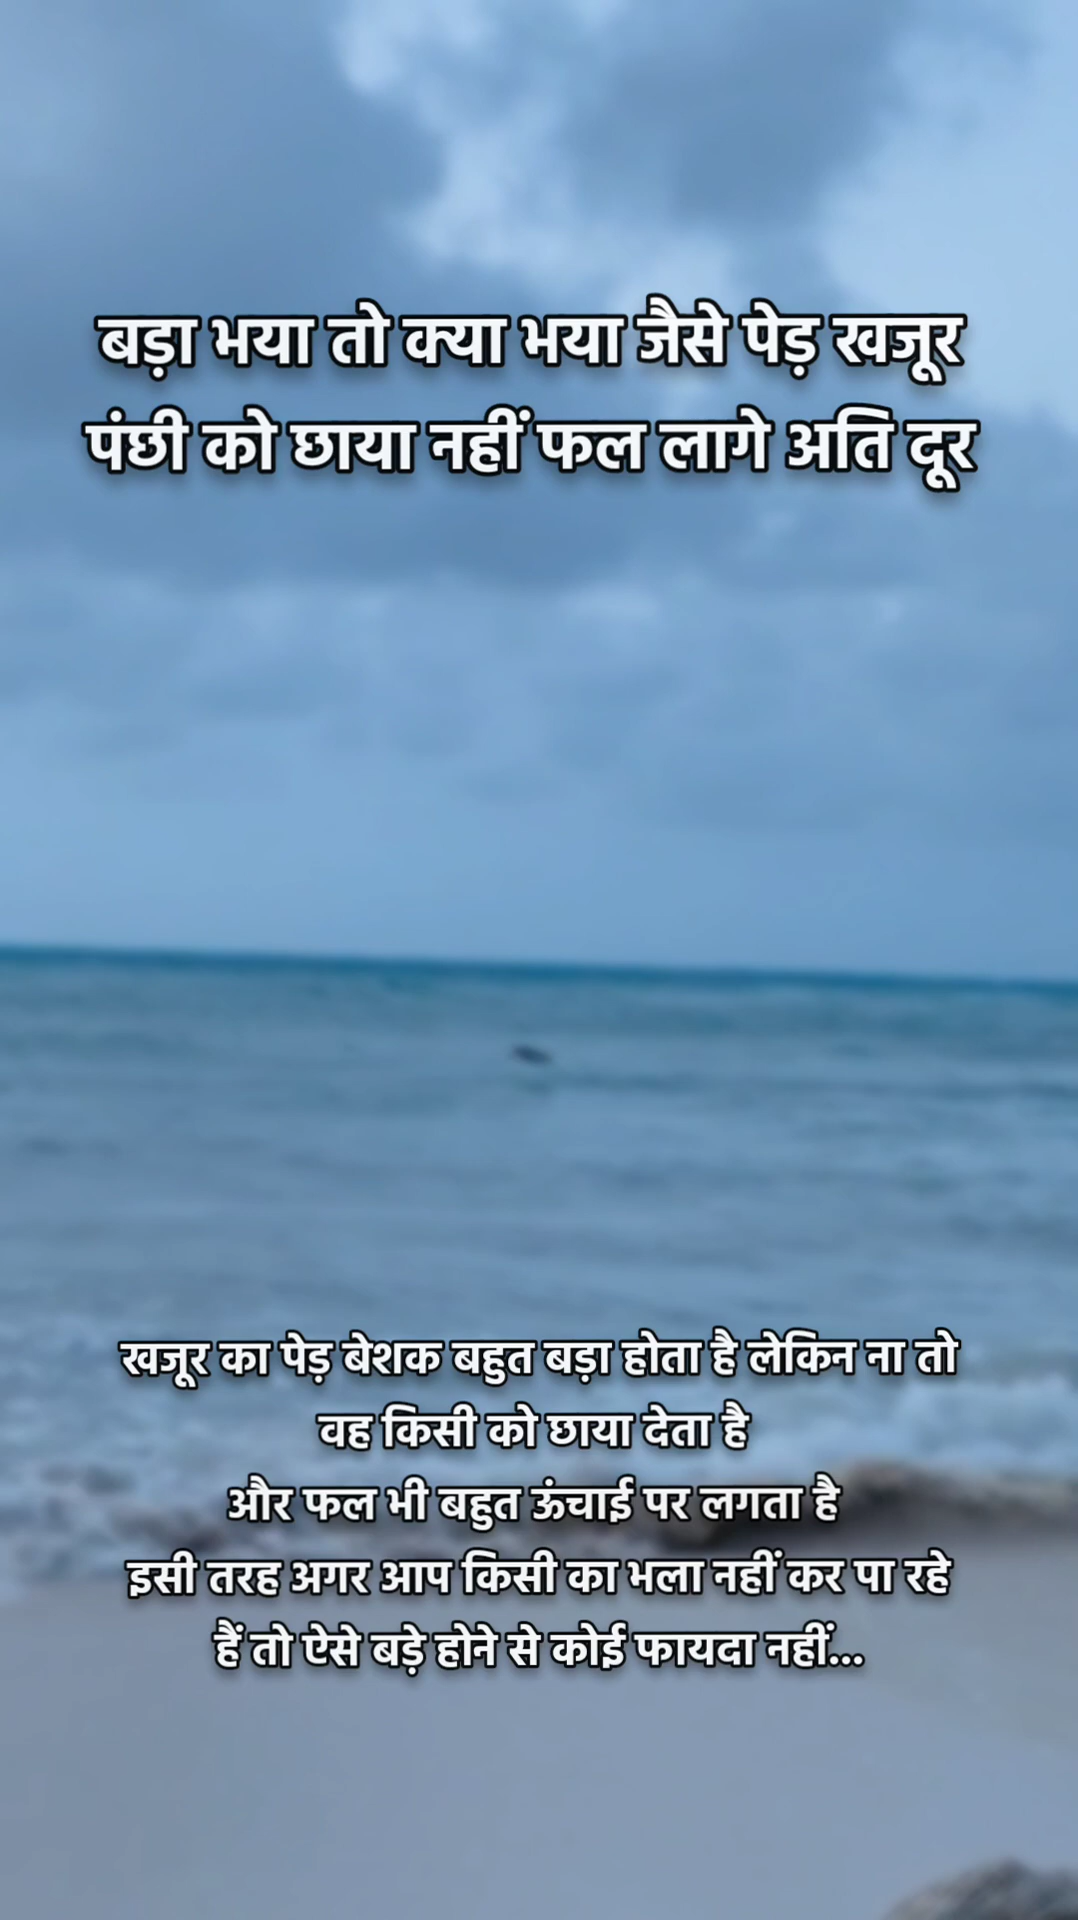 बड़ा भया तो क्या भया जैसे पेड़ खजूर
पंछी को छाया नहीं फल लागे अति दूर
खजूर का पेड़ बेशक बहुत बड़ा होता है लेकिन ना तो
वह किसी को छाया देता है
और फल भी बहुत ऊंचाई पर लगता है
इसी तरह अगर आप किसी का भला नहीं कर पा रहे
हैं तो ऐसे बड़े होने से कोई फायदा नहीं...